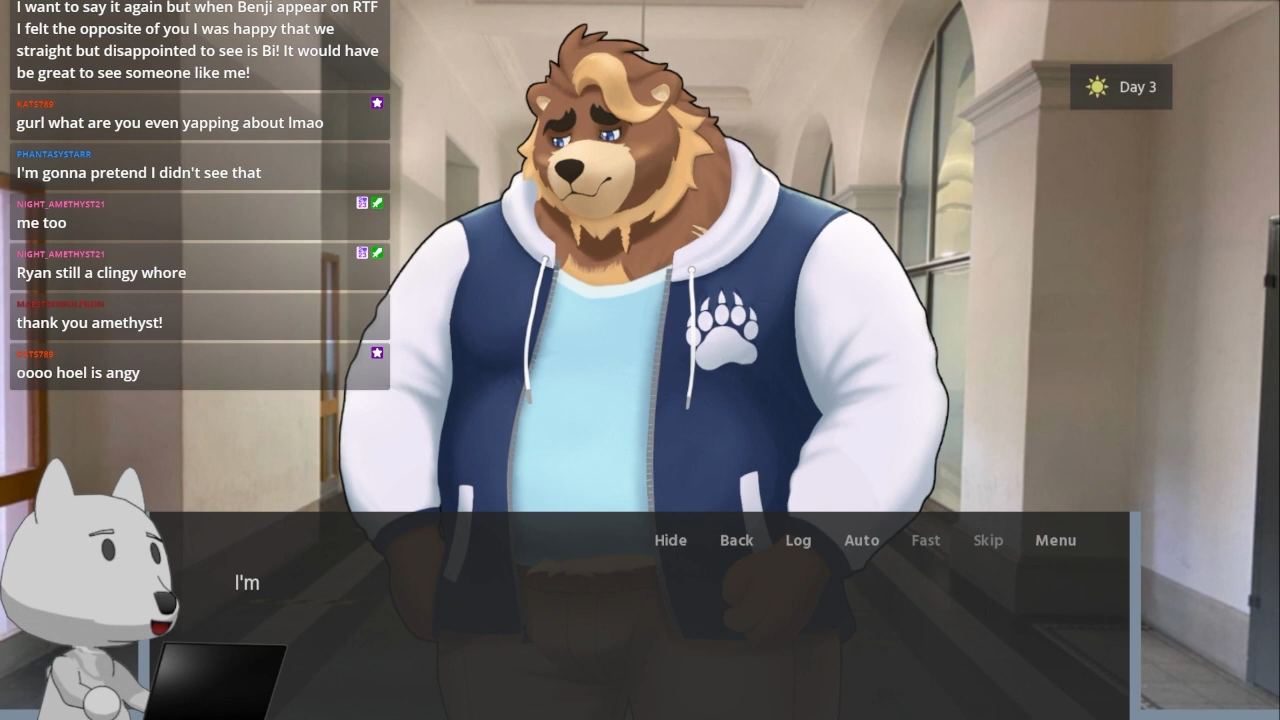 I want to say it again but when Benji appear on RTF
I felt the opposite of you I was happy that we
straight but disappointed to see is Bi! It would have
be great to see someone like me!
KATS789
gurl what are you even yapping about lmao
PHANTASYSTARR
I'm gonna pretend I didn't see that
NIGHT_AMETHYST21
me too
NIGHT_AMETHYST21
Ryan still a clingy whore
thank you amethyst!
KATS789
oooo hoel is angy
Day 3
Hide Back Log Auto Fast Skip Menu
I'm